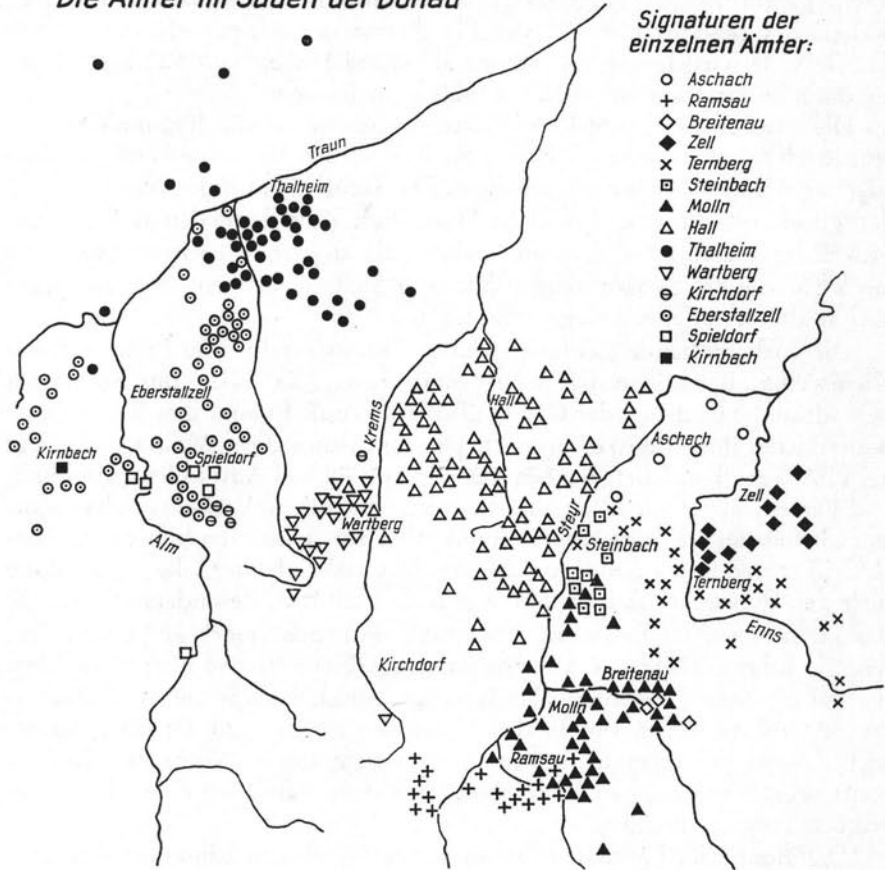 Die Ämter im Süden der Donau
Signaturen der
einzelnen Ämter:
Aschach
Ramsau
Breitenau
Zell
Ternberg
Steinbach
Molln
Hall
Thalheim
Wartberg
Kirchdorf
Eberstallzell
Spieldorf
Kirnbach
Traun
Thalheim
Eberstallzell
Krems
Hall
Aschach
Kirnbach
Spieldorf
Zell
Wartberg
Steyr
Steinbach
Alm
Ternberg
Enns
Kirchdorf
Breitenau
Molln
Ramsau